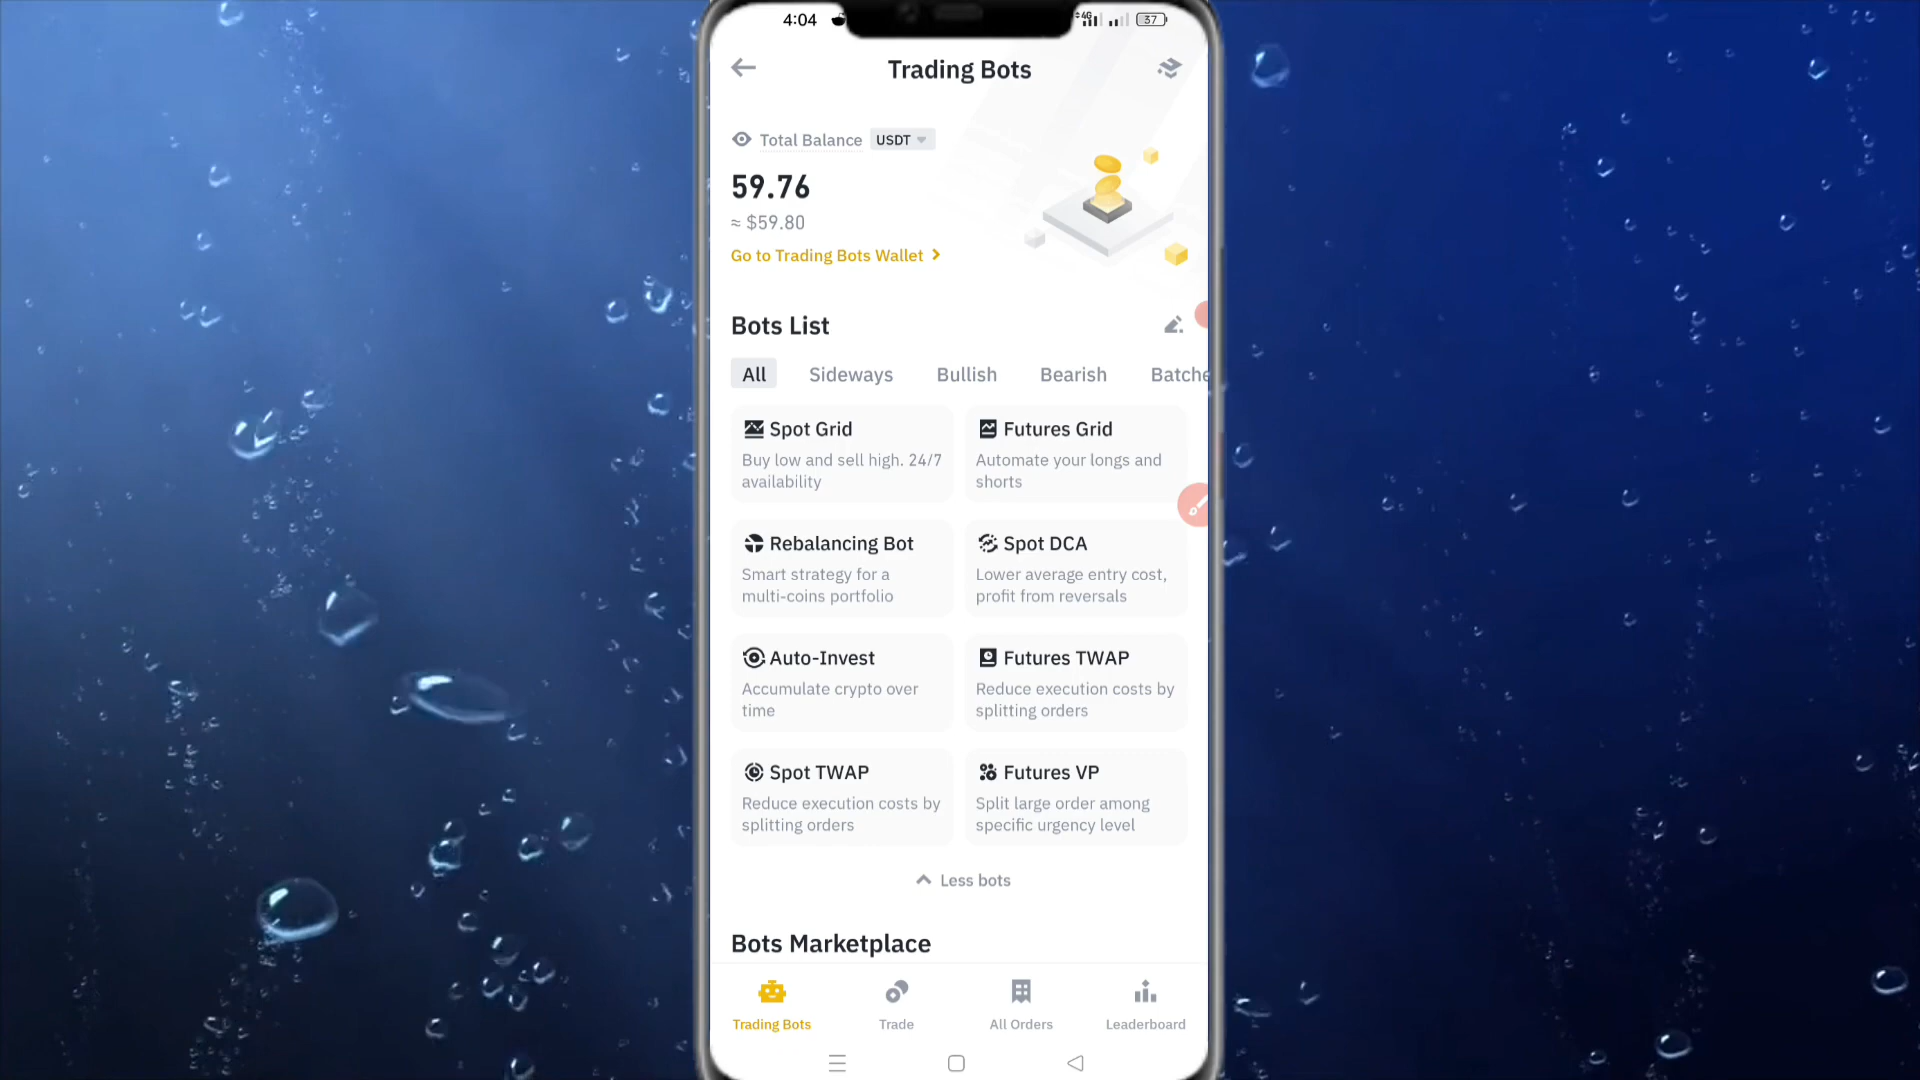 4:04
4G
37
Trading Bots
Total Balance USDT
59.76
≈ $59.80
Go to Trading Bots Wallet
Bots List
All Sideways Bullish Bearish Batche
Spot Grid
Buy low and sell high. 24/7
availability
Futures Grid
Automate your longs and
shorts
Rebalancing Bot
Smart strategy for a
multi-coins portfolio
Spot DCA
Lower average entry cost,
profit from reversals
Auto-Invest
Accumulate crypto over
time
Futures TWAP
Reduce execution costs by
splitting orders
Spot TWAP
Reduce execution costs by
splitting orders
Futures VP
Split large order among
specific urgency level
Less bots
Bots Marketplace
Trading Bots Trade All Orders Leaderboard